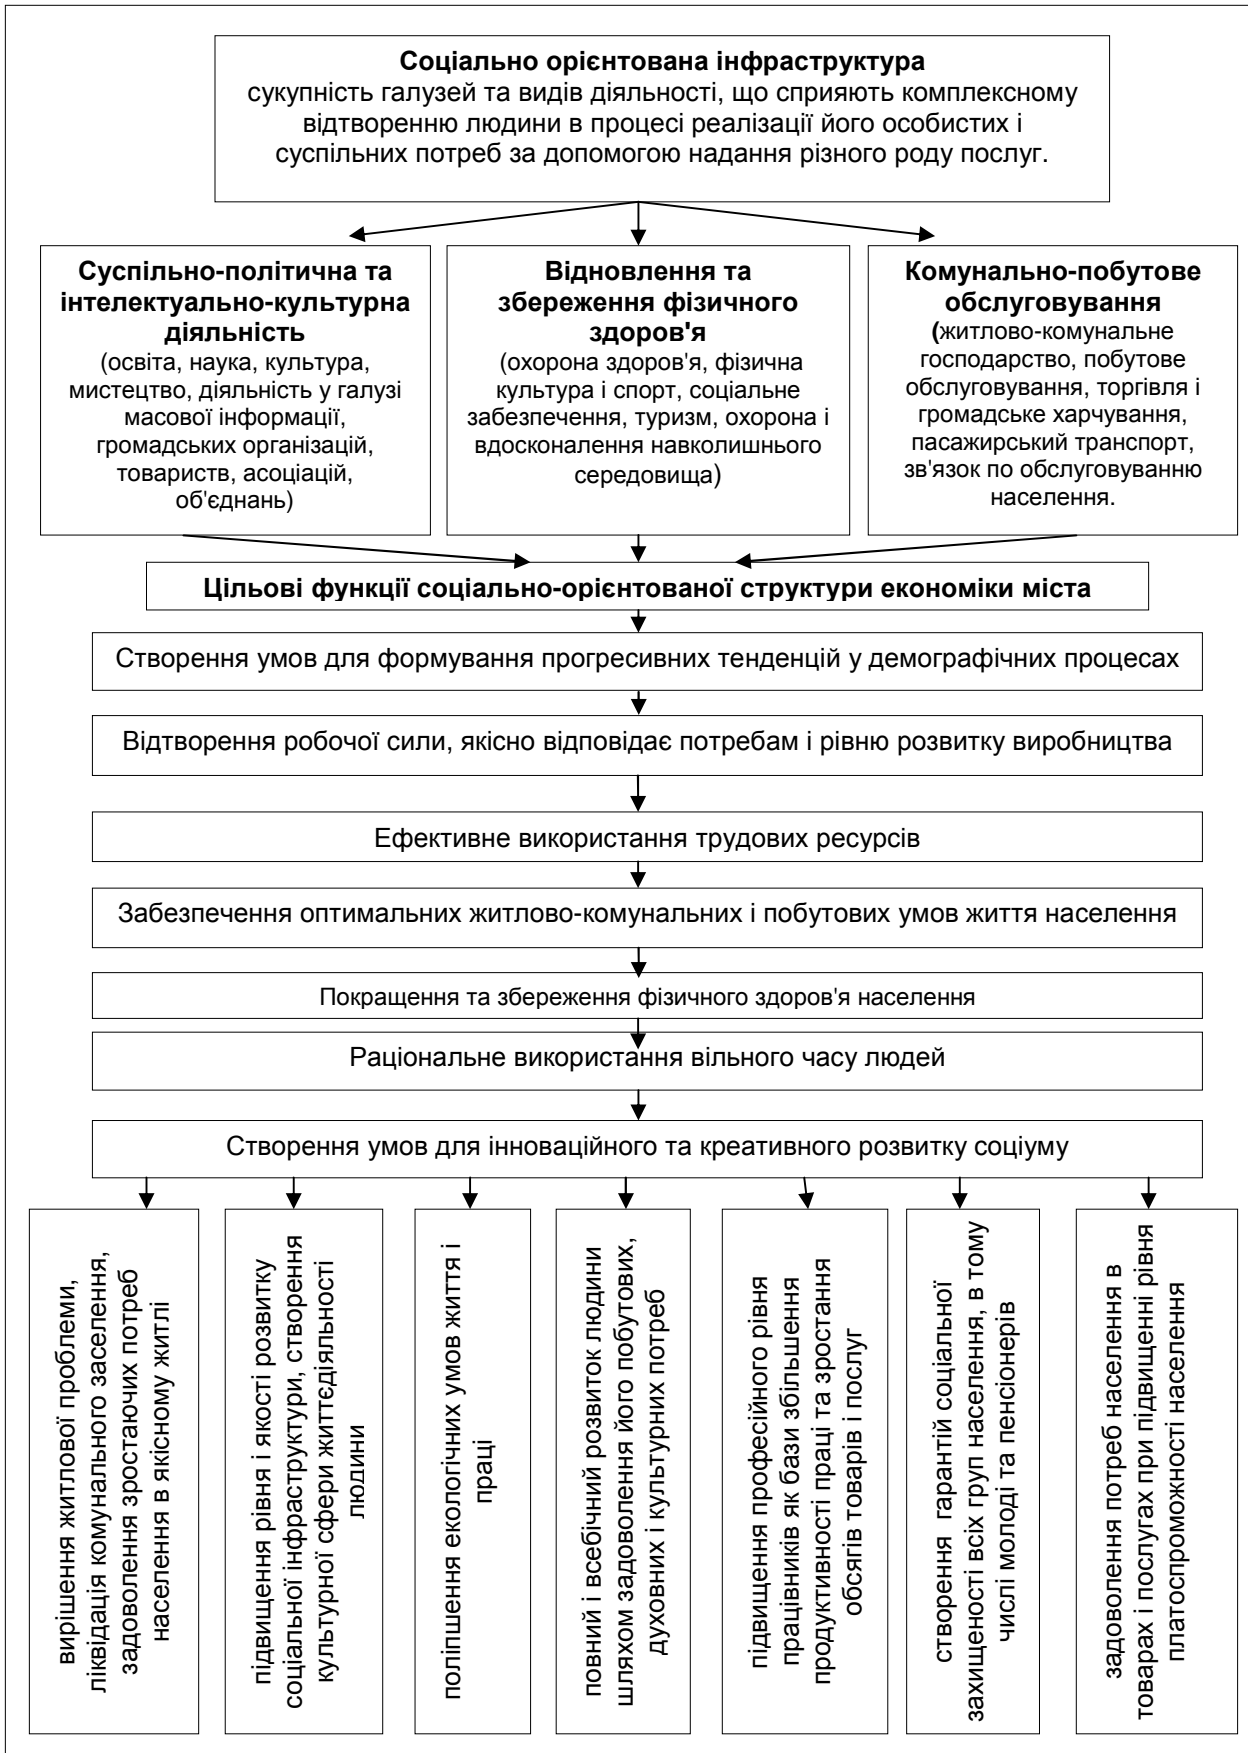 Соціально орієнтована інфраструктура
сукупність галузей та видів діяльності, що сприяють комплексному
відтворенню людини в процесі реалізації його особистих і
суспільних потреб за допомогою надання різного роду послуг.
Суспільно-політична та
інтелектуально-культурна
діяльність
(освіта, наука, культура,
мистецтво, діяльність у галузі
масової інформації,
громадських організацій,
товариств, асоціацій,
об'єднань)
Відновлення та
збереження фізичного
здоров'я
(охорона здоров'я, фізична
культура і спорт, соціальне
забезпечення, туризм, охорона і
вдосконалення навколишнього
середовища)
Комунально-побутове
обслуговування
(житлово-комунальне
господарство, побутове
обслуговування, торгівля і
громадське харчування,
пасажирський транспорт,
зв'язок по обслуговуванню
населення.
Цільові функції соціально-орієнтованої структури економіки міста
Створення умов для формування прогресивних тенденцій у демографічних процесах
Відтворення робочої сили, якісно відповідає потребам і рівню розвитку виробництва
Ефективне використання трудових ресурсів
Забезпечення оптимальних житлово-комунальних і побутових умов життя населення
Покращення та збереження фізичного здоров'я населення
Раціональне використання вільного часу людей
Створення умов для інноваційного та креативного розвитку соціуму
вирішення житлової проблеми,
ліквідація комунального заселення,
задоволення зростаючих потреб
населення в якісному житлі
підвищення рівня і якості розвитку
соціальної інфраструктури, створення
культурної сфери життєдіяльності
людини
поліпшення екологічних умов життя і
праці
повний і всебічний розвиток людини
шляхом задоволення його побутових,
духовних і культурних потреб
підвищення професійного рівня
працівників як бази збільшення
продуктивності праці та зростання
обсягів товарів і послуг
створення гарантій соціальної
захищеності всіх груп населення, в тому
числі молоді та пенсіонерів
задоволення потреб населення в
товарах і послугах при підвищенні рівня
платоспроможності населення